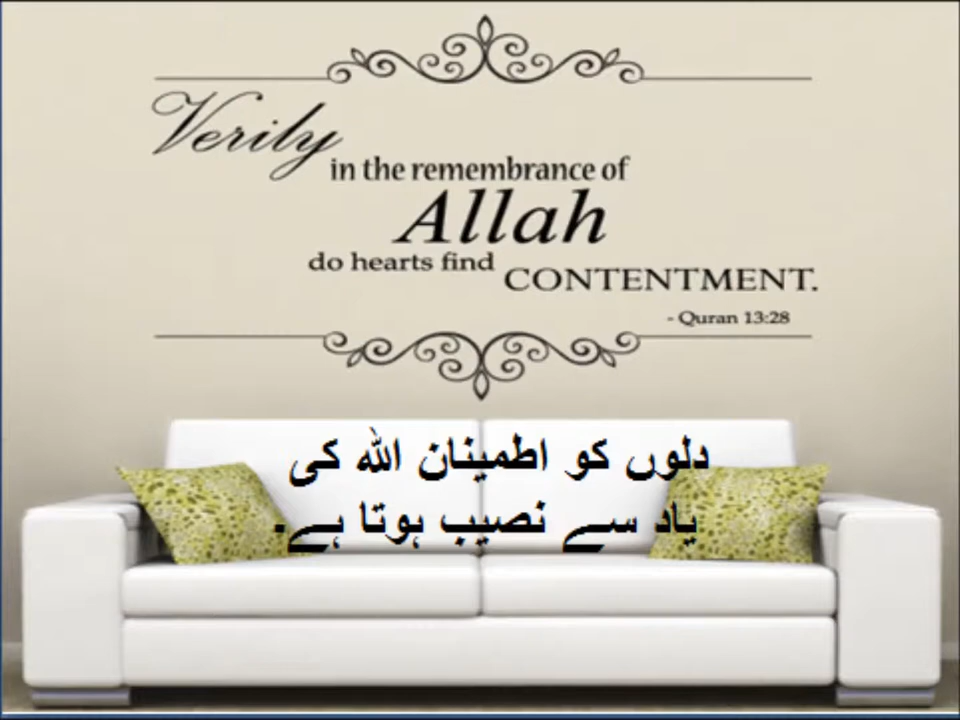 Verily
in the remembrance of
Allah
do hearts find
CONTENTMENT.
- Quran 13:28
دلوں کو اطمینان اللہ کی
یاد سے نصیب ہوتا ہے۔